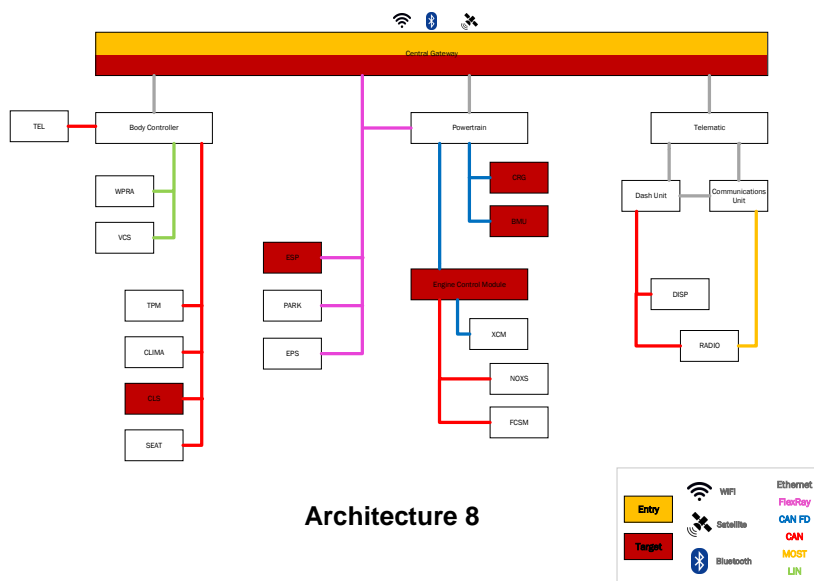 Central Gateway
TEL
Body Controller
Powertrain
Telematic
WPRA
VCS
CRG
BMU
Dash Unit
Communications
Unit
ESP
Engine Control Module
TPM
PARK
DISP
CLIMA
EPS
XCM
RADIO
CLS
NOXS
SEAT
FCSM
Architecture 8
Entry
Target
WIFI
Satellite
Bluetooth
Ethernet
FlexRay
CAN FD
CAN
MOST
LIN